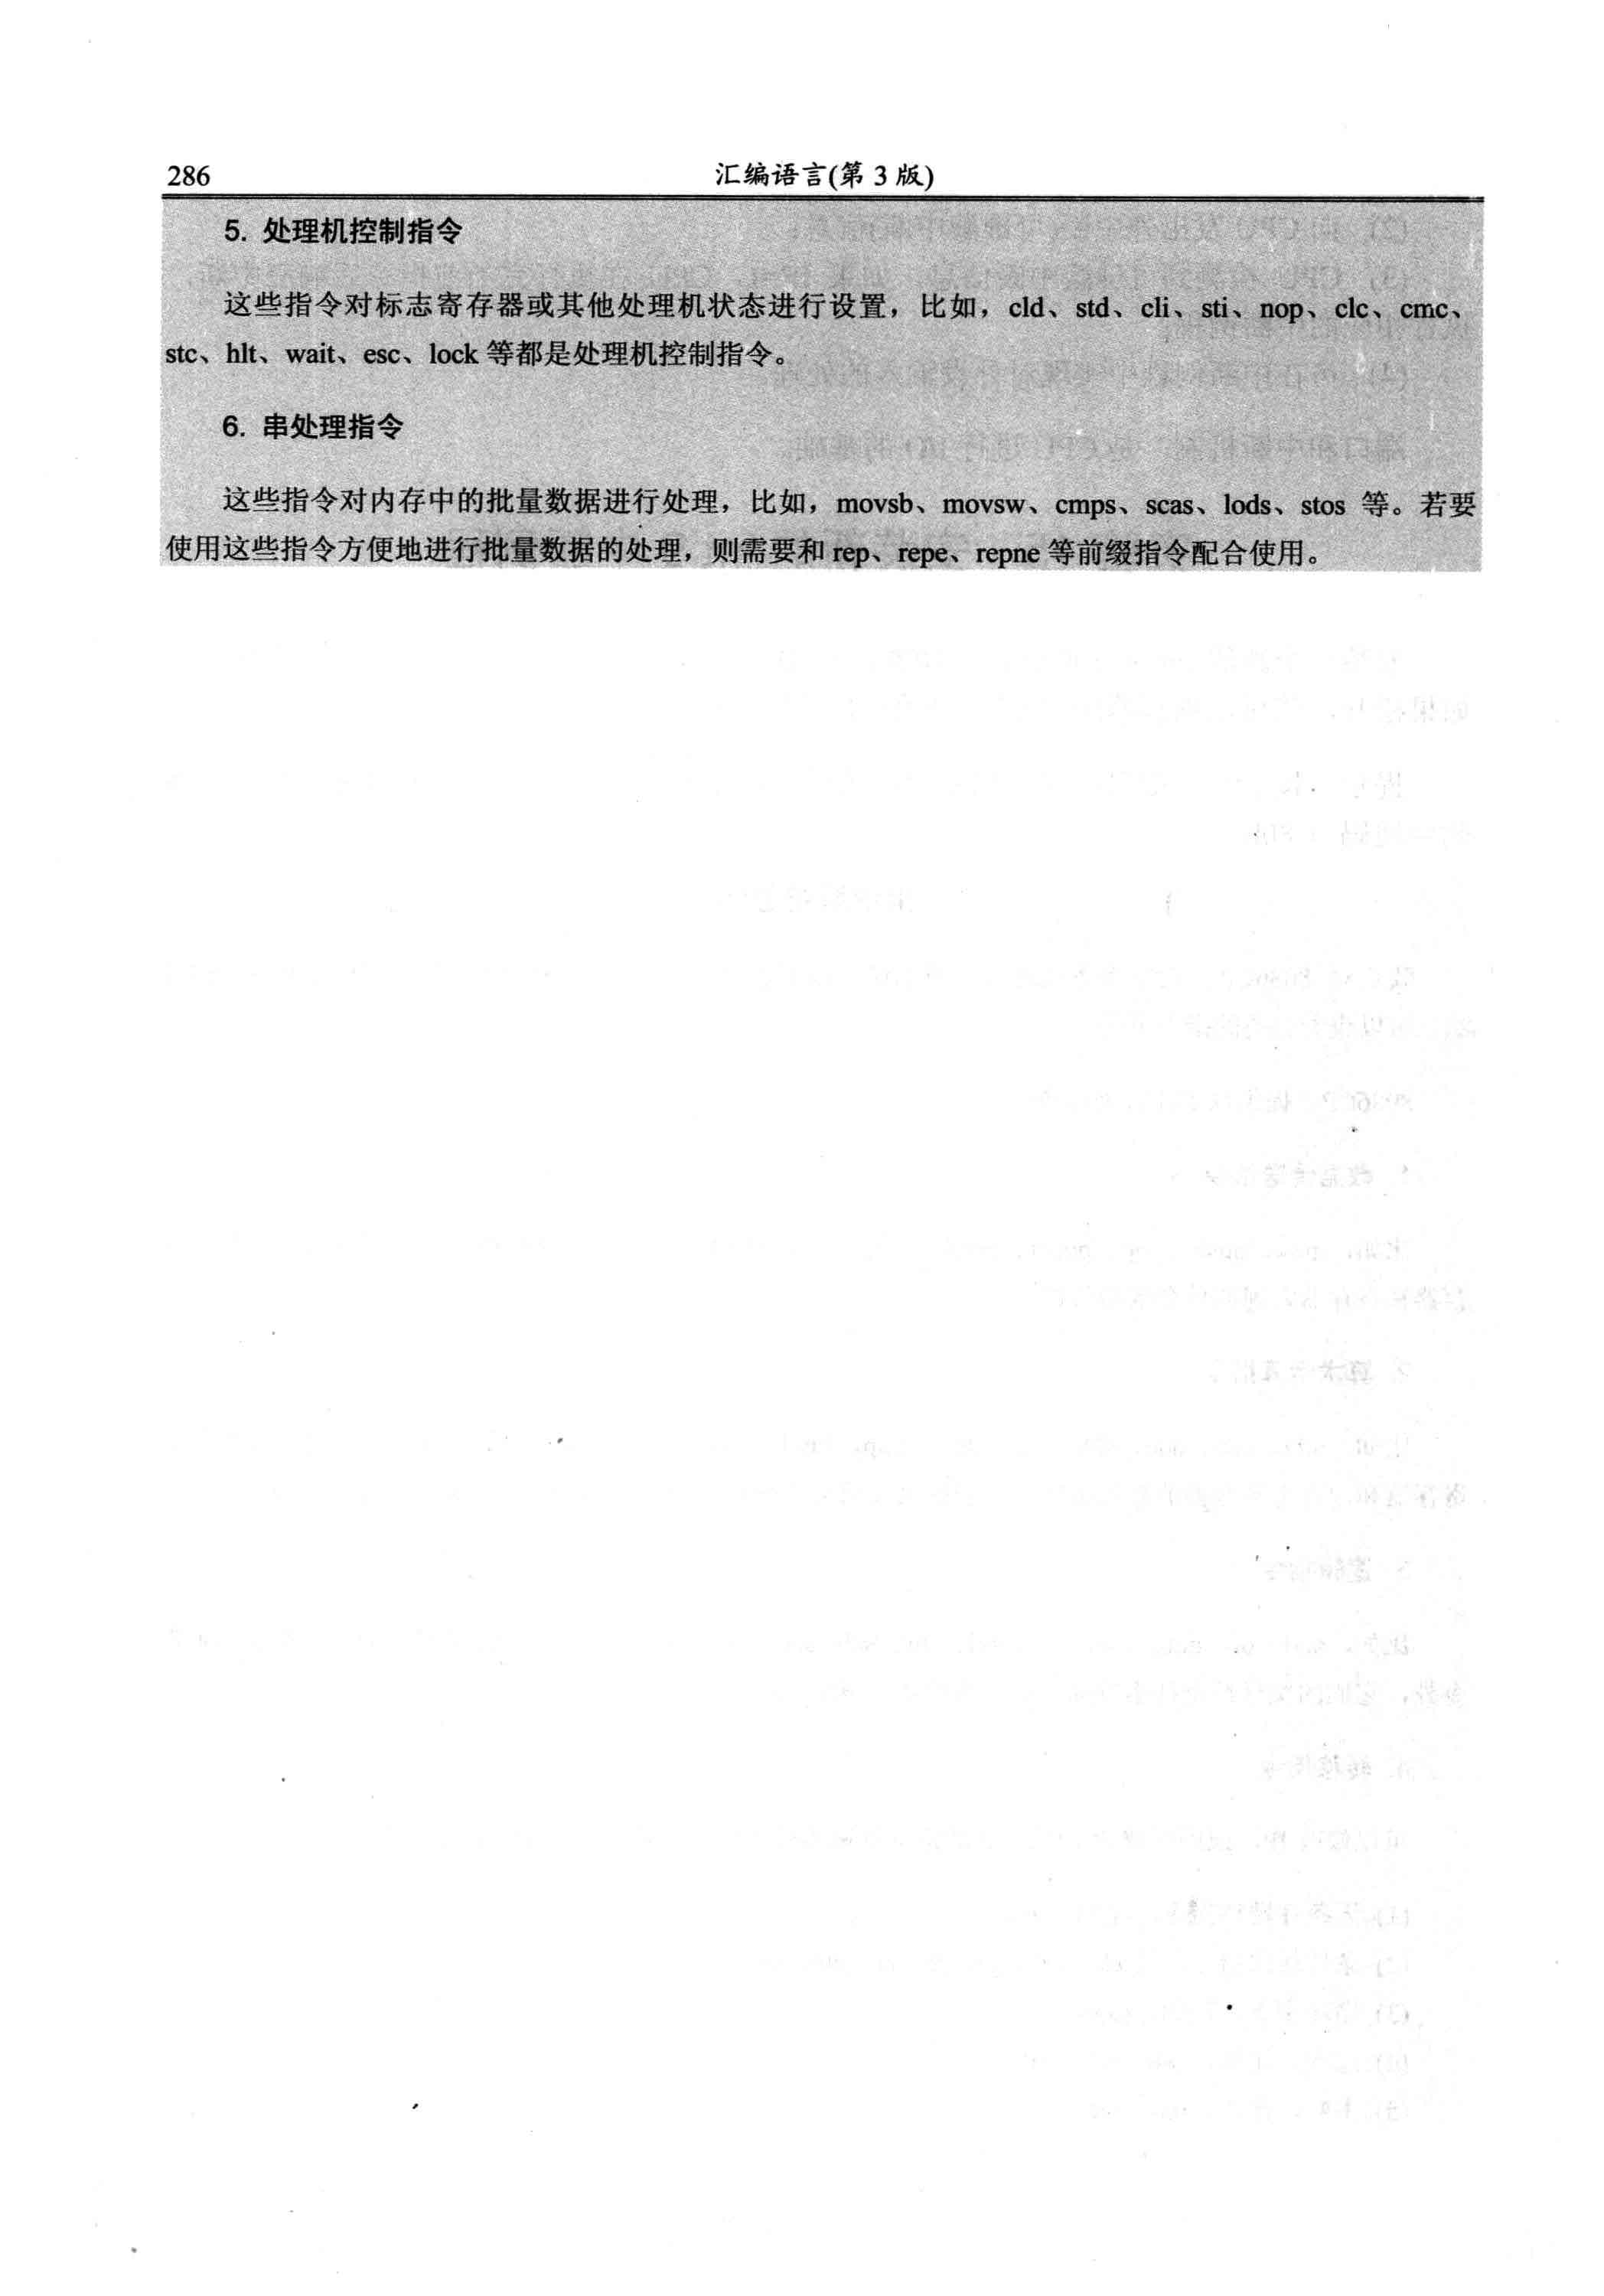 286
汇编语言(第 3 版)
5. 处理机控制指令
这些指令对标志寄存器或其他处理机状态进行设置，比如，cld、std、cli、sti、nop、clc、cmc、
stc、hlt、wait、esc、lock 等都是处理机控制指令。
6. 串处理指令
这些指令对内存中的批量数据进行处理，比如，movsb、movsw、cmps、scas、lods、stos 等。若要
使用这些指令方便地进行批量数据的处理，则需要和 rep、repe、repne 等前缀指令配合使用。